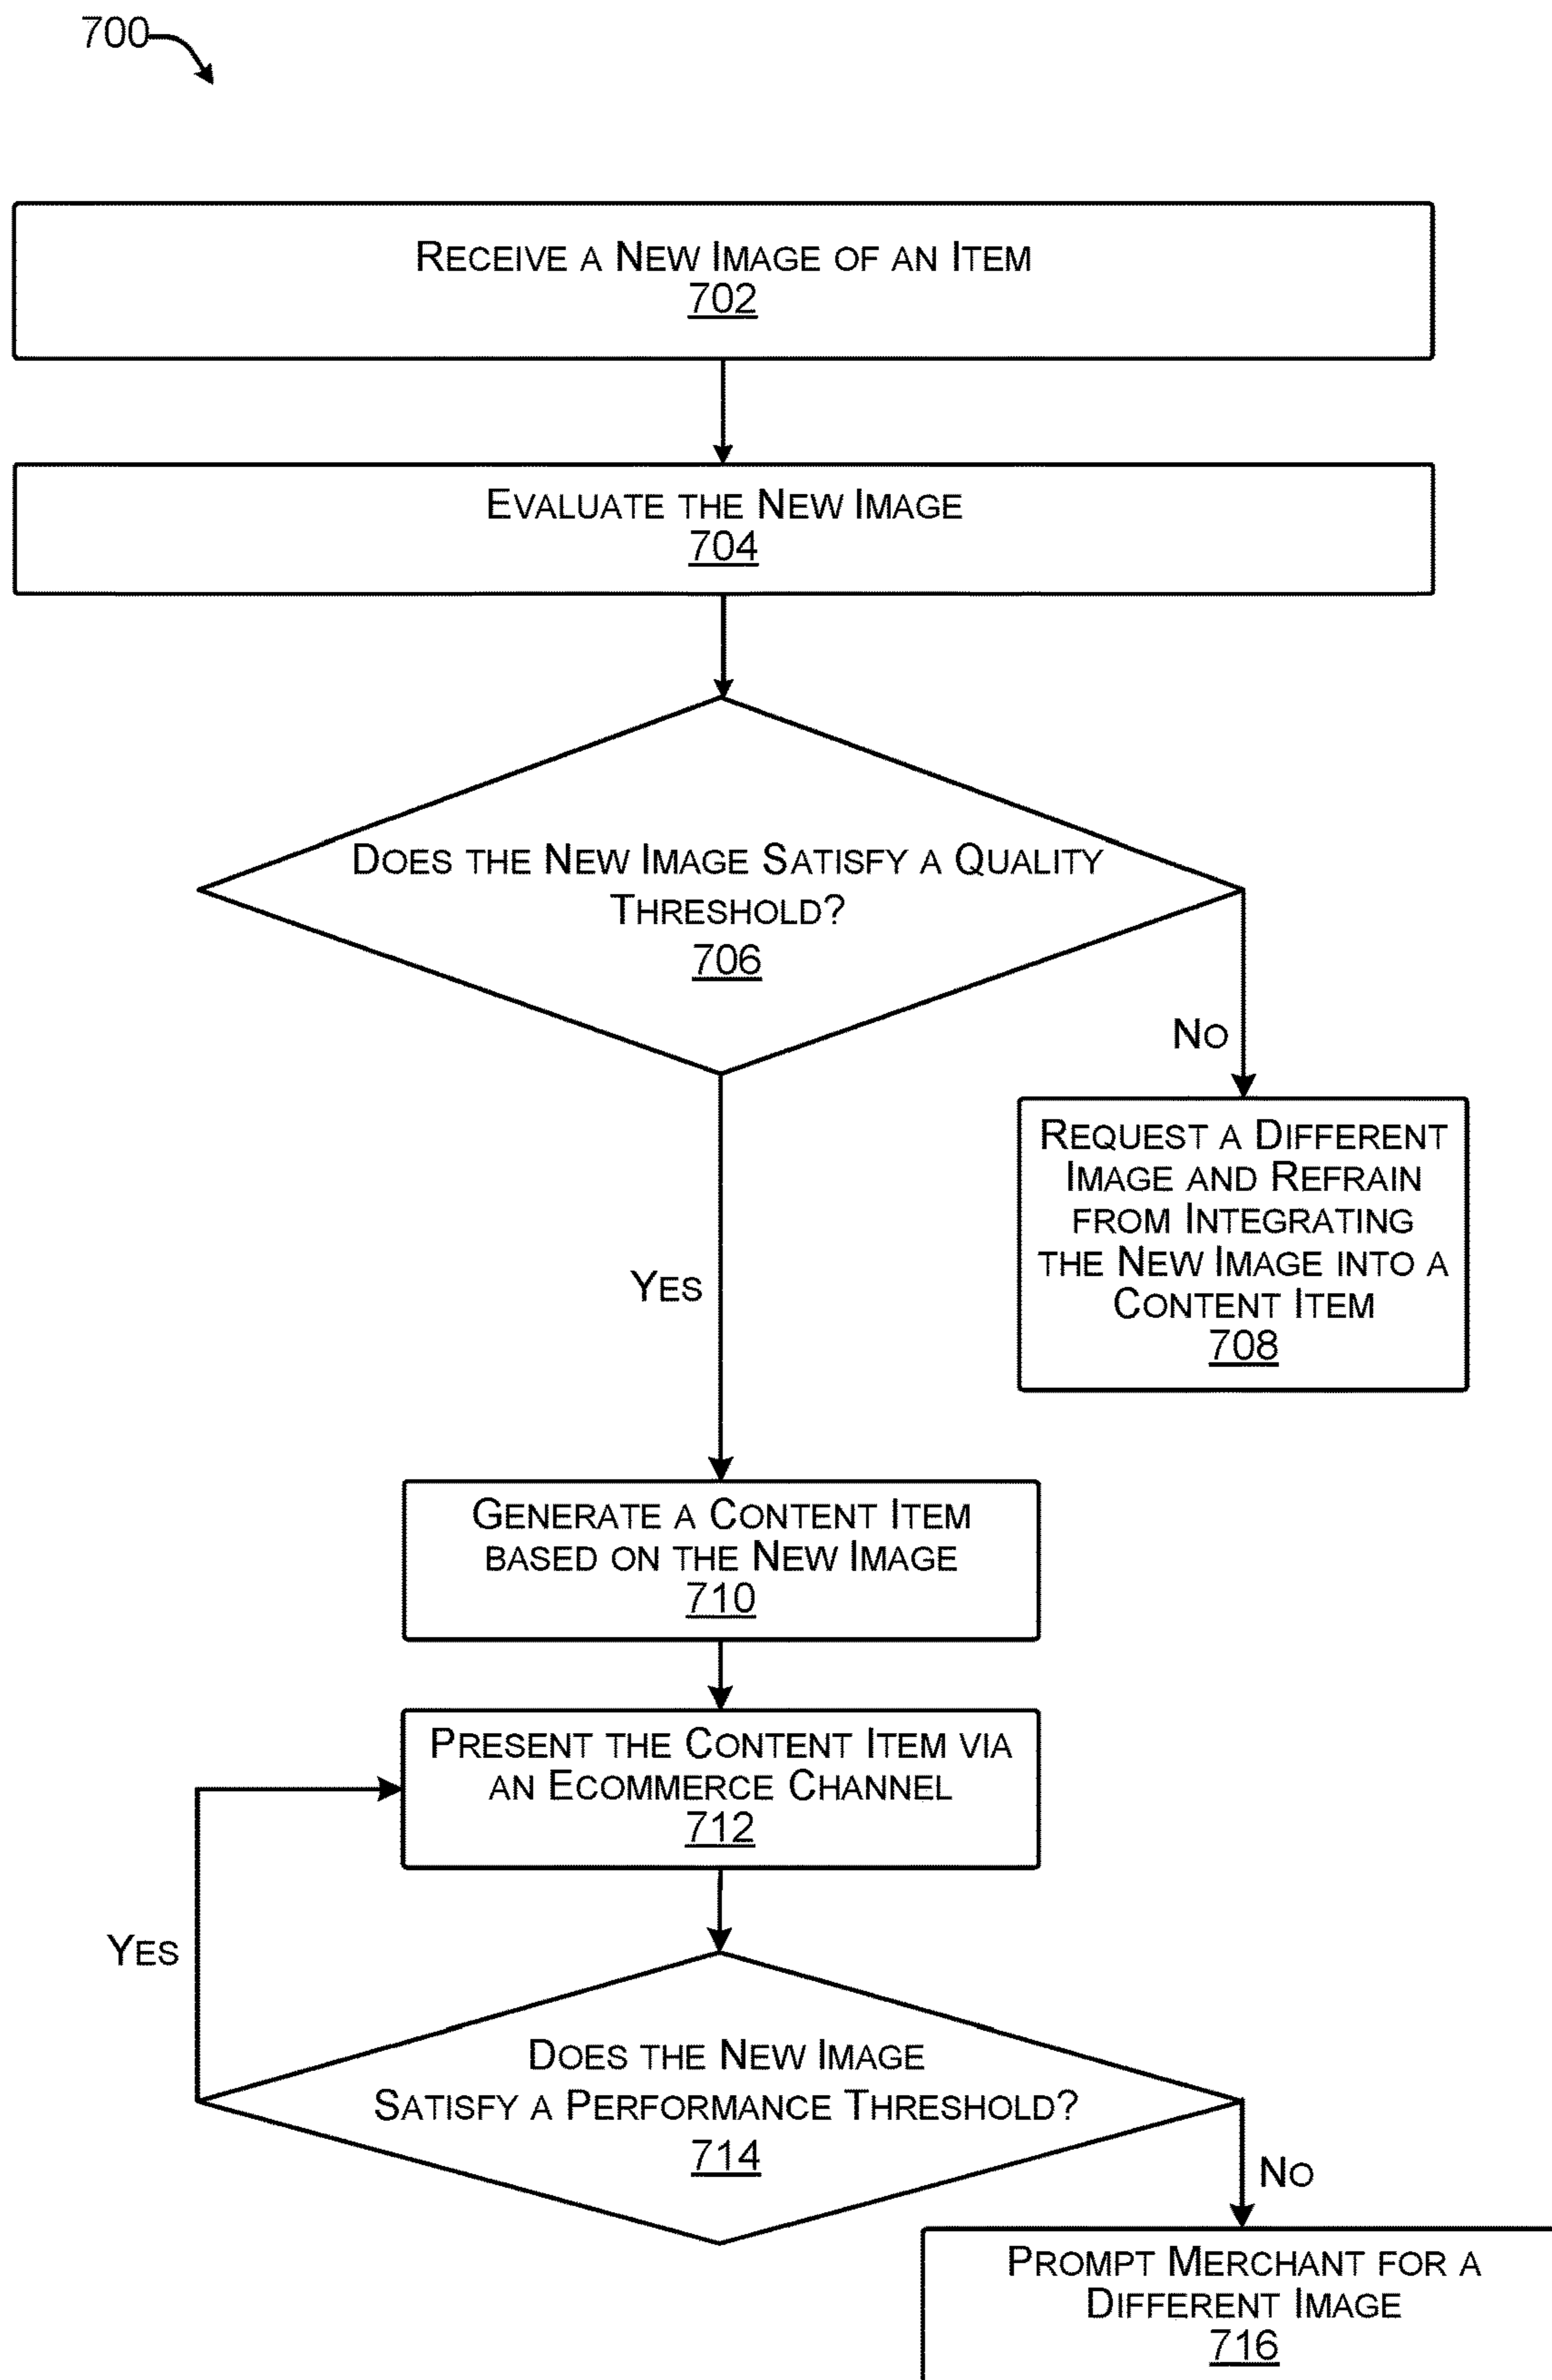 700
RECEIVE A NEW IMAGE OF AN ITEM
702
EVALUATE THE NEW IMAGE
704
DOES THE NEW IMAGE SATISFY A QUALITY
THRESHOLD?
706
NO
REQUEST A DIFFERENT
IMAGE AND REFRAIN
FROM INTEGRATING
THE NEW IMAGE INTO A
CONTENT ITEM
708
YES
GENERATE A CONTENT ITEM
BASED ON THE NEW IMAGE
710
PRESENT THE CONTENT ITEM VIA
AN ECOMMERCE CHANNEL
712
YES
DOES THE NEW IMAGE
SATISFY A PERFORMANCE THRESHOLD?
714
NO
PROMPT MERCHANT FOR A
DIFFERENT IMAGE
716